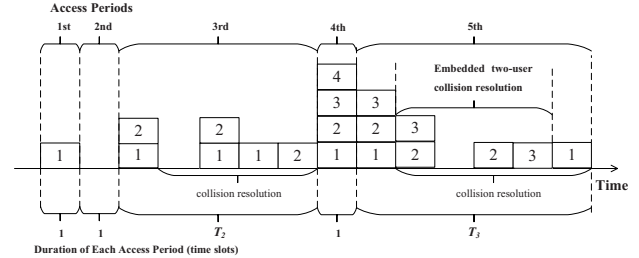 Access Periods
1st 2nd 3rd 4th 5th
Embedded two-user
collision resolution
4
3 3
2 2 2 2 3
1 1 1 1 2 1 1 2 2 3 1
Time
collision resolution collision resolution
1 1 T₂ 1 T₃
Duration of Each Access Period (time slots)